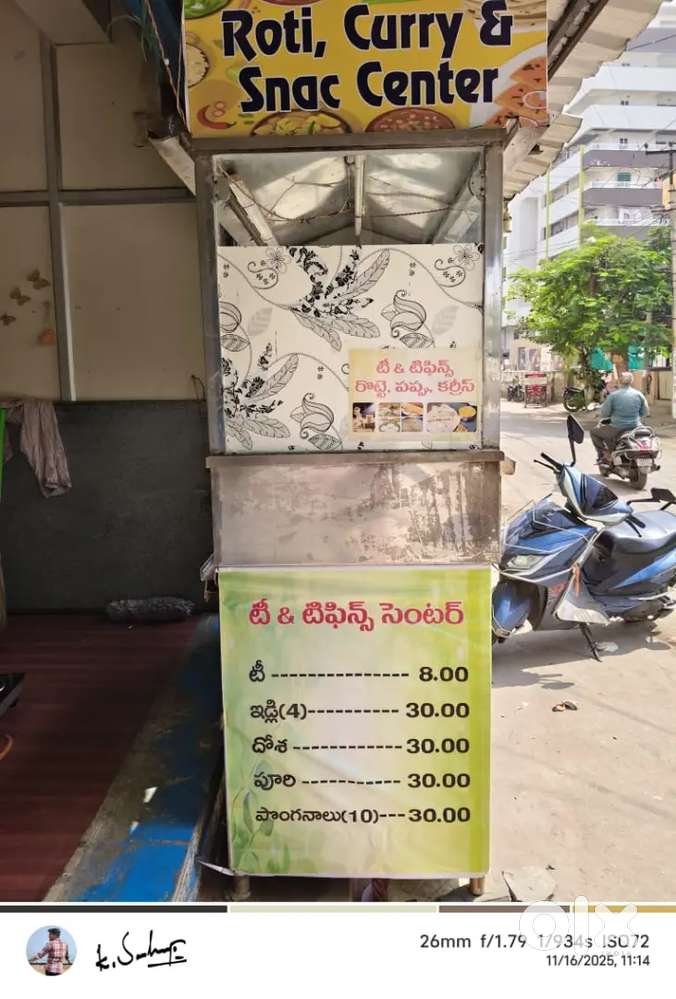 Roti, Curry &
Snac Center
టీ & టిఫిన్స్
రొట్టె, పప్పు, కర్రీస్
టీ & టిఫిన్స్ సెంటర్
టీ --------------- 8.00
ఇడ్లి(4)---------- 30.00
దోశ ------------ 30.00
పూరి ----------- 30.00
పొంగనాలు(10)---30.00
26mm f/1.79 1/934s ISO72
11/16/2025, 11:14
olx